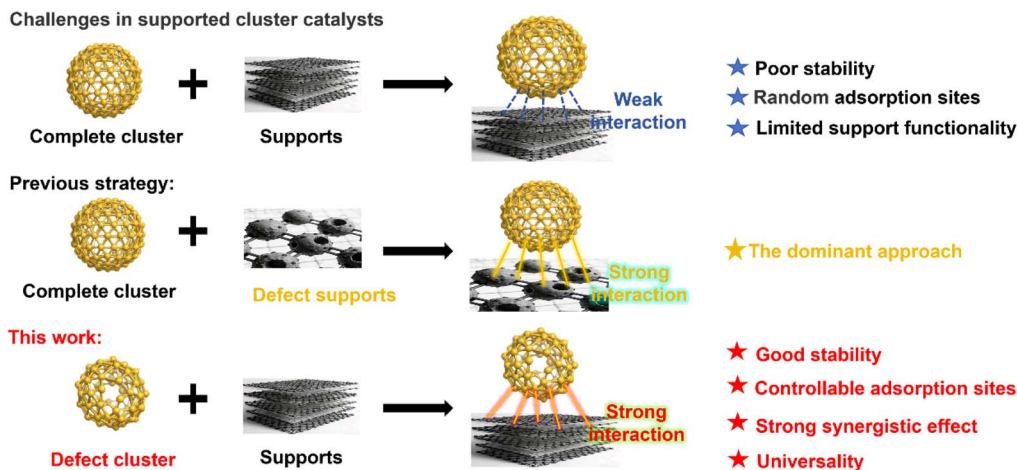 Challenges in supported cluster catalysts
+
Complete cluster
Supports
Weak
interaction
Poor stability
Random adsorption sites
Limited support functionality
Previous strategy:
+
Complete cluster
Defect supports
Strong
interaction
The dominant approach
This work:
+
Defect cluster
Supports
Strong
interaction
Good stability
Controllable adsorption sites
Strong synergistic effect
Universality